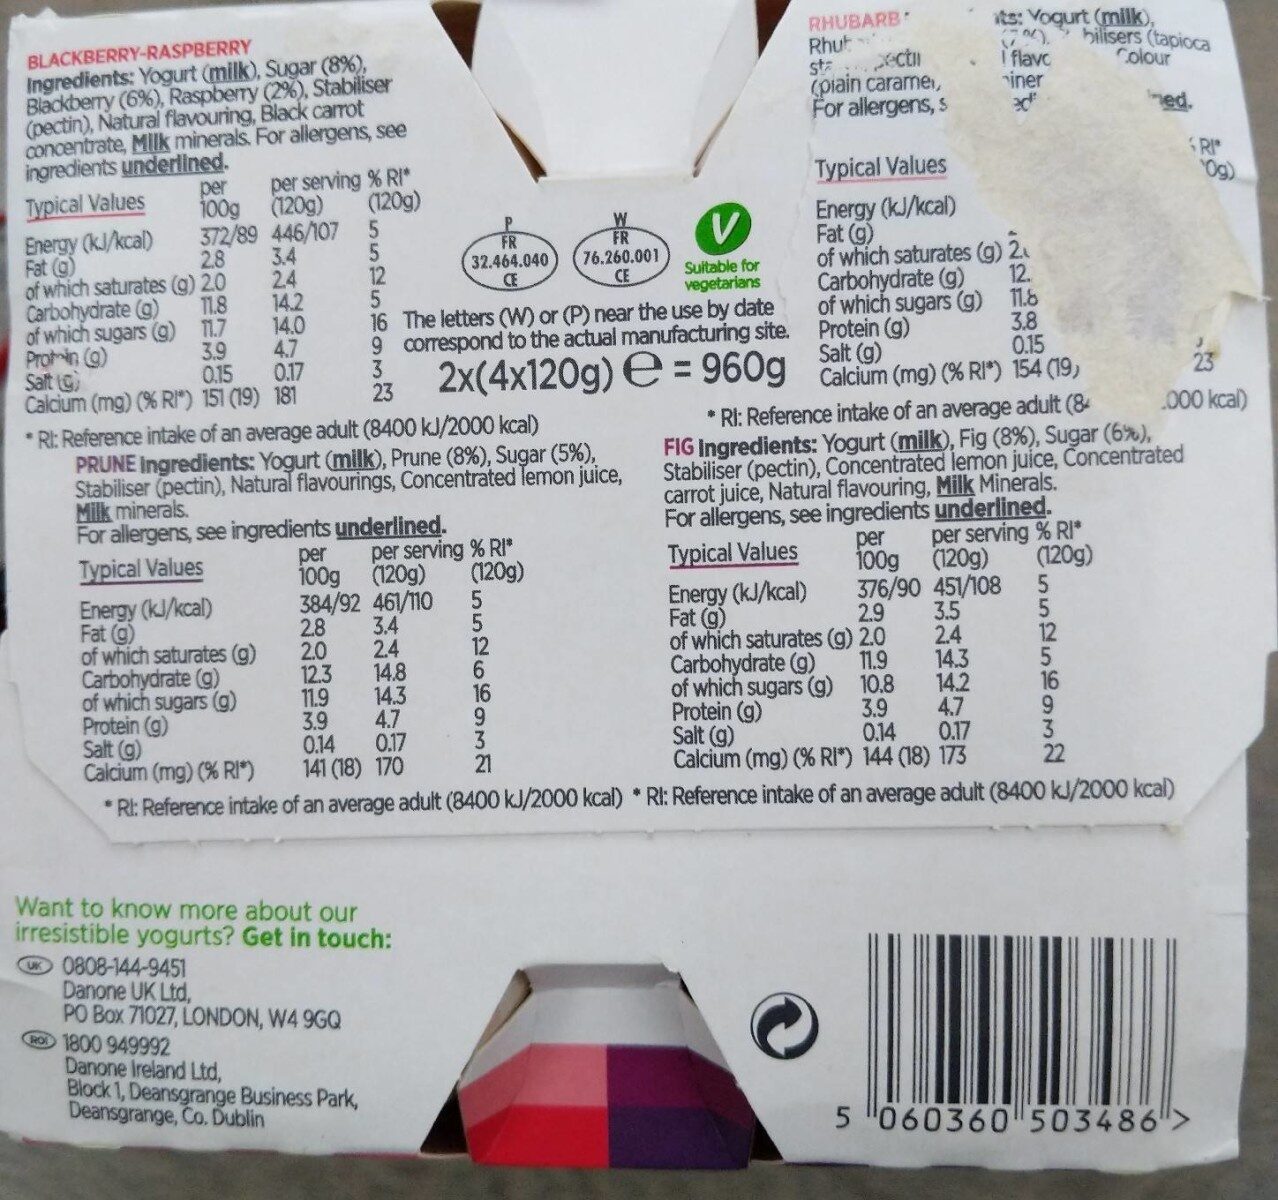 BLACKBERRY-RASPBERRY
Ingredients: Yogurt (milk), Sugar (8%),
Blackberry (6%), Raspberry (2%), Stabiliser
(pectin), Natural flavouring, Black carrot
concentrate, Milk minerals. For allergens, see
ingredients underlined.
Typical Values per 100g per serving (120g) % RI* (120g)
Energy (kJ/kcal) 372/89 446/107 5
Fat (g) 2.8 3.4 5
of which saturates (g) 2.0 2.4 12
Carbohydrate (g) 11.8 14.2 5
of which sugars (g) 11.7 14.0 16
Protein (g) 3.9 4.7 9
Salt (g) 0.15 0.17 3
Calcium (mg) (% RI*) 151 (19) 181 23
* RI: Reference intake of an average adult (8400 kJ/2000 kcal)
P
FR
32.464.040
CE
W
FR
76.260.001
CE
V
Suitable for
vegetarians
The letters (W) or (P) near the use by date
correspond to the actual manufacturing site.
2x(4x120g) e = 960g
RHUBARB Yogurt (milk),
(tapioca
Colour
(plain caramel),
For allergens,
RI*
Typical Values
Energy (kJ/kcal)
Fat (g)
of which saturates (g)
Carbohydrate (g) 12.
of which sugars (g) 11.8
Protein (g) 3.8
Salt (g) 0.15
Calcium (mg) (% RI*) 154 (19) 23
* RI: Reference intake of an average adult kcal)
PRUNE Ingredients: Yogurt (milk), Prune (8%), Sugar (5%),
Stabiliser (pectin), Natural flavourings, Concentrated lemon juice,
Milk minerals.
For allergens, see ingredients underlined.
Typical Values per 100g per serving (120g) % RI* (120g)
Energy (kJ/kcal) 384/92 461/110 5
Fat (g) 2.8 3.4 5
of which saturates (g) 2.0 2.4 12
Carbohydrate (g) 12.3 14.8 6
of which sugars (g) 11.9 14.3 16
Protein (g) 3.9 4.7 9
Salt (g) 0.14 0.17 3
Calcium (mg) (% RI*) 141 (18) 170 21
* RI: Reference intake of an average adult (8400 kJ/2000 kcal)
FIG Ingredients: Yogurt (milk), Fig (8%), Sugar (6%),
Stabiliser (pectin), Concentrated lemon juice, Concentrated
carrot juice, Natural flavouring, Milk Minerals.
For allergens, see ingredients underlined.
Typical Values per 100g per serving (120g) % RI* (120g)
Energy (kJ/kcal) 376/90 451/108 5
Fat (g) 2.9 3.5 5
of which saturates (g) 2.0 2.4 12
Carbohydrate (g) 11.9 14.3 5
of which sugars (g) 10.8 14.2 16
Protein (g) 3.9 4.7 9
Salt (g) 0.14 0.17 3
Calcium (mg) (% RI*) 144 (18) 173 22
* RI: Reference intake of an average adult (8400 kJ/2000 kcal)
Want to know more about our
irresistible yogurts? Get in touch:
UK 0808-144-9451
Danone UK Ltd,
PO Box 71027, LONDON, W4 9GQ
ROI 1800 949992
Danone Ireland Ltd,
Block 1, Deansgrange Business Park,
Deansgrange, Co. Dublin
5 060360 503486 >